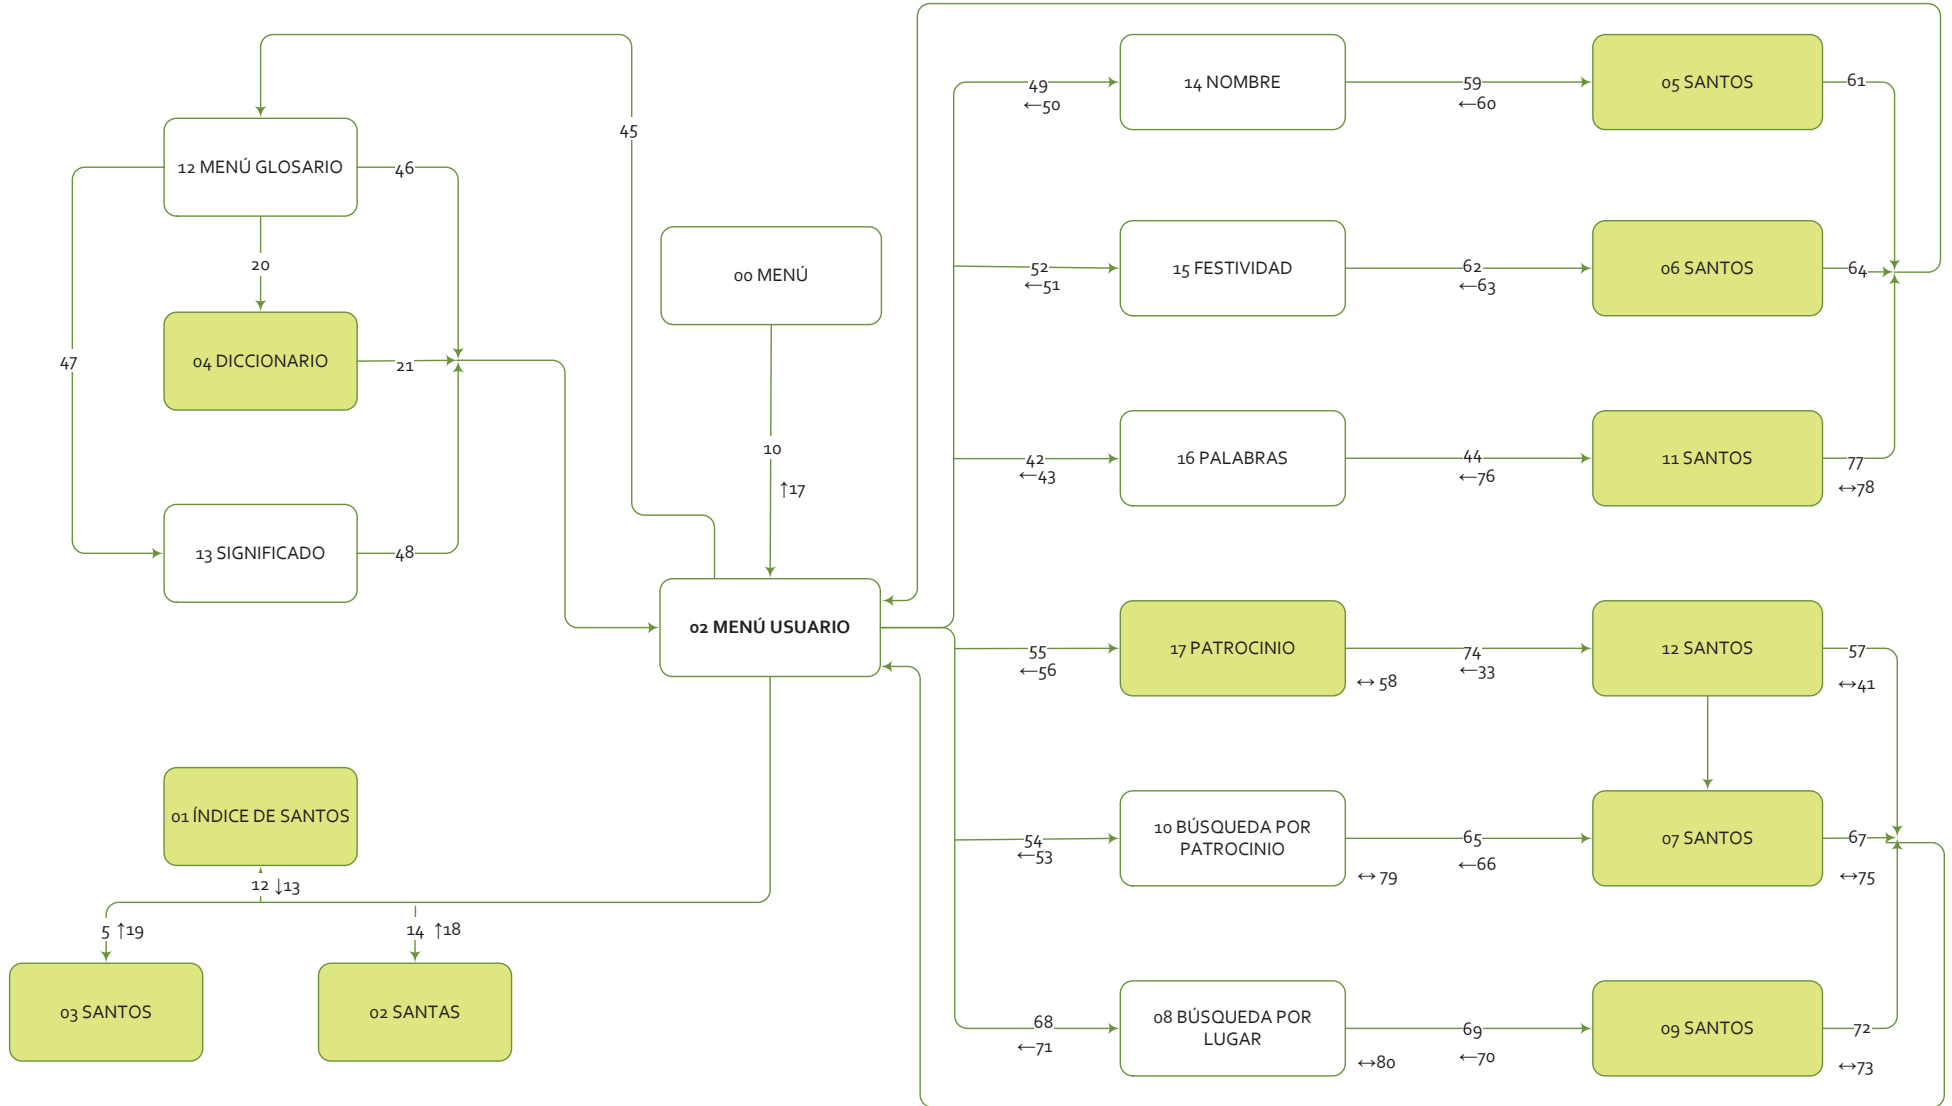 14 NOMBRE
05 SANTOS
49
←50
59
←60
61
45
12 MENÚ GLOSARIO
46
20
00 MENÚ
15 FESTIVIDAD
06 SANTOS
52
←51
62
←63
64
47
04 DICCIONARIO
21
10
↑17
16 PALABRAS
11 SANTOS
42
←43
44
←76
77
↔78
13 SIGNIFICADO
48
02 MENÚ USUARIO
17 PATROCINIO
12 SANTOS
55
←56
↔ 58
74
←33
57
↔41
01 ÍNDICE DE SANTOS
12 ↓13
5 ↑19
14 ↑18
10 BÚSQUEDA POR
PATROCINIO
07 SANTOS
54
←53
↔ 79
65
←66
67
↔75
03 SANTOS
02 SANTAS
08 BÚSQUEDA POR
LUGAR
09 SANTOS
68
←71
↔80
69
←70
72
↔73